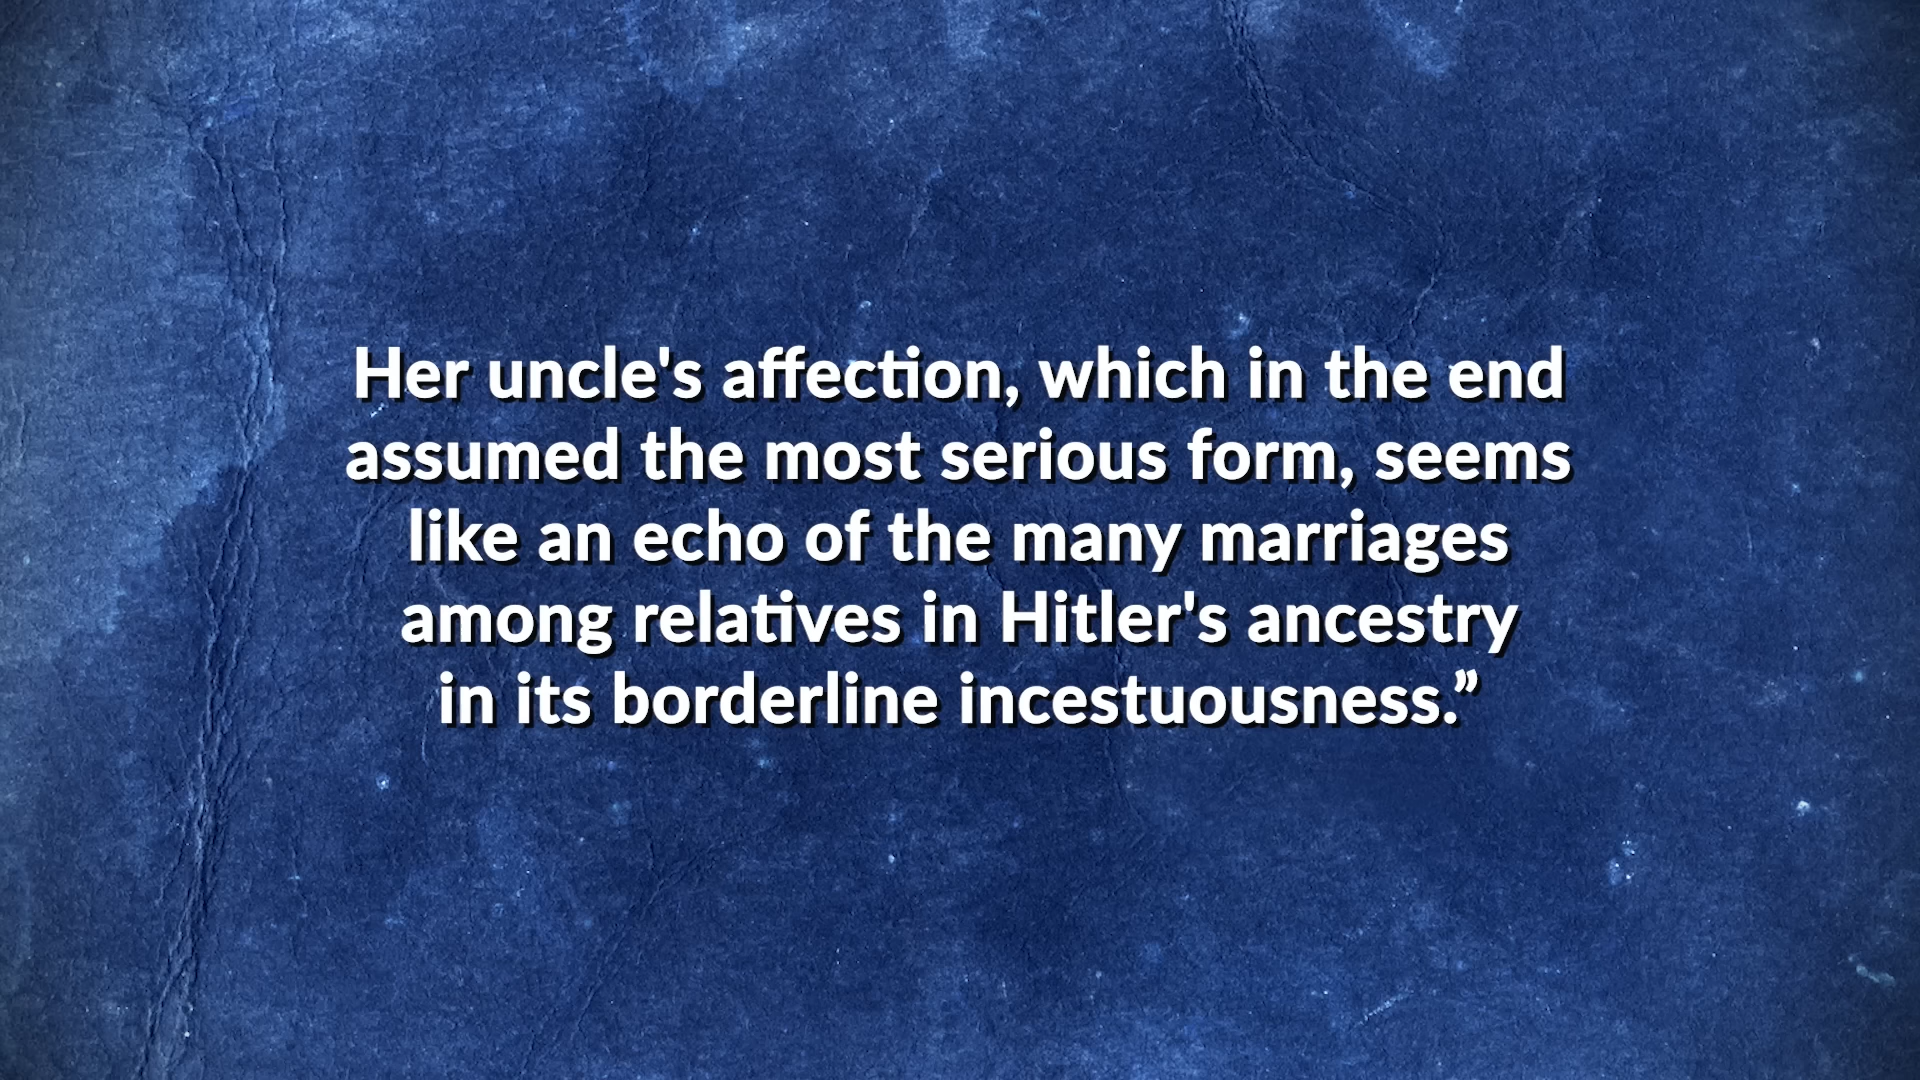 Her uncle's affection, which in the end
assumed the most serious form, seems
like an echo of the many marriages
among relatives in Hitler's ancestry
in its borderline incestuousness.”